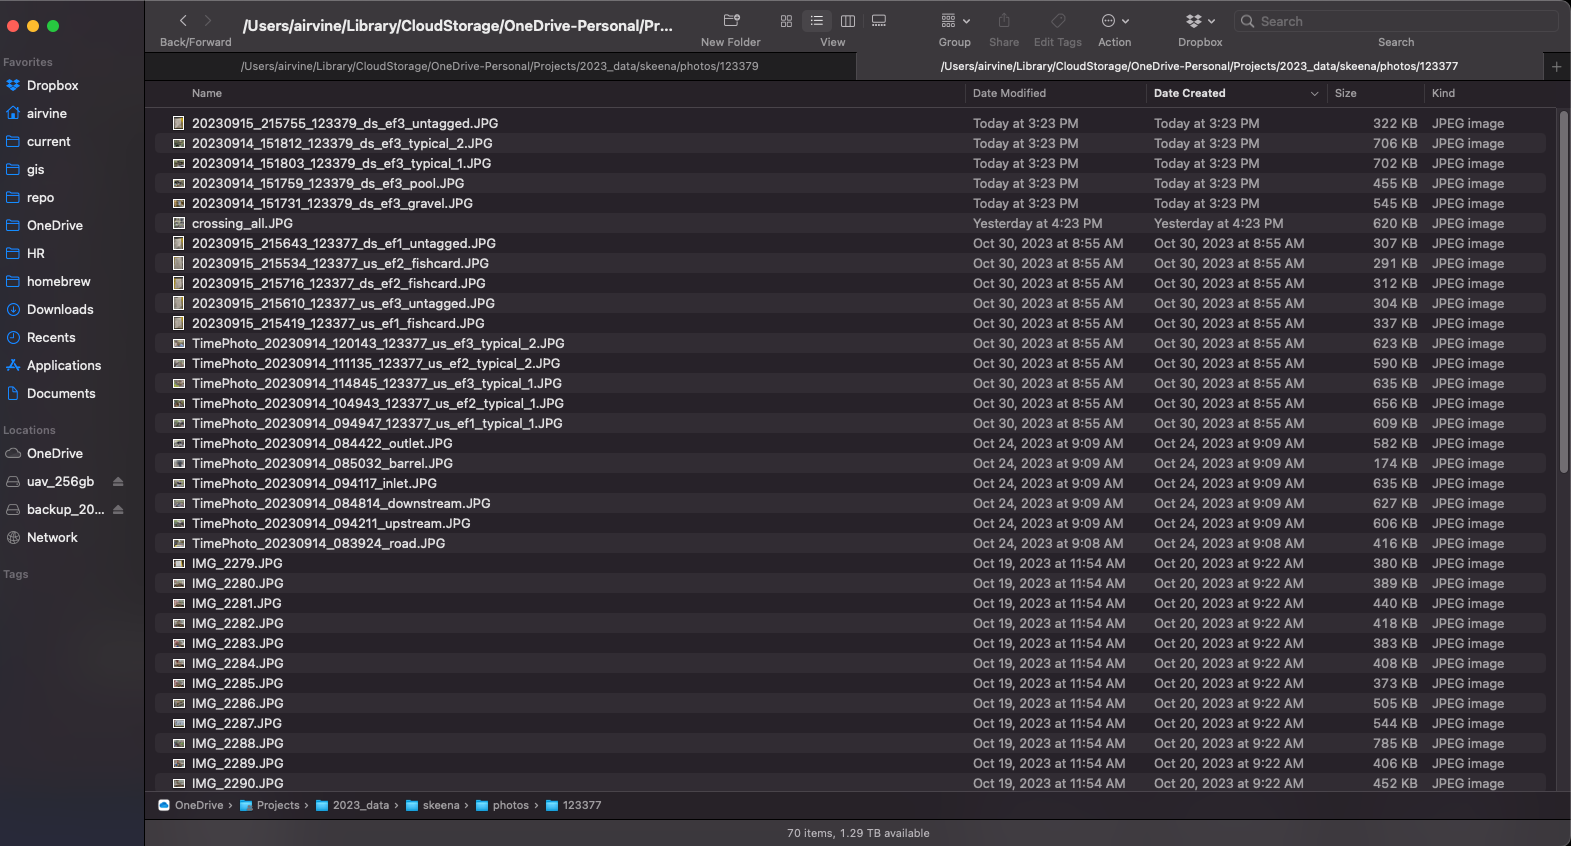 /Users/airvine/Library/CloudStorage/OneDrive-Personal/Pr...
Back/Forward
New Folder
View
Group
Share
Edit Tags
Action
Dropbox
Search
Search
/Users/airvine/Library/CloudStorage/OneDrive-Personal/Projects/2023_data/skeena/photos/123379
/Users/airvine/Library/CloudStorage/OneDrive-Personal/Projects/2023_data/skeena/photos/123377
Favorites
Dropbox
airvine
current
gis
repo
OneDrive
HR
homebrew
Downloads
Recents
Applications
Documents
Locations
OneDrive
uav_256gb
backup_20...
Network
Tags
Name Date Modified Date Created Size Kind
20230915_215755_123379_ds_ef3_untagged.JPG Today at 3:23 PM Today at 3:23 PM 322 KB JPEG image
20230914_151812_123379_ds_ef3_typical_2.JPG Today at 3:23 PM Today at 3:23 PM 706 KB JPEG image
20230914_151803_123379_ds_ef3_typical_1.JPG Today at 3:23 PM Today at 3:23 PM 702 KB JPEG image
20230914_151759_123379_ds_ef3_pool.JPG Today at 3:23 PM Today at 3:23 PM 455 KB JPEG image
20230914_151731_123379_ds_ef3_gravel.JPG Today at 3:23 PM Today at 3:23 PM 545 KB JPEG image
crossing_all.JPG Yesterday at 4:23 PM Yesterday at 4:23 PM 620 KB JPEG image
20230915_215643_123377_ds_ef1_untagged.JPG Oct 30, 2023 at 8:55 AM Oct 30, 2023 at 8:55 AM 307 KB JPEG image
20230915_215534_123377_us_ef2_fishcard.JPG Oct 30, 2023 at 8:55 AM Oct 30, 2023 at 8:55 AM 291 KB JPEG image
20230915_215716_123377_ds_ef2_fishcard.JPG Oct 30, 2023 at 8:55 AM Oct 30, 2023 at 8:55 AM 312 KB JPEG image
20230915_215610_123377_us_ef3_untagged.JPG Oct 30, 2023 at 8:55 AM Oct 30, 2023 at 8:55 AM 304 KB JPEG image
20230915_215419_123377_us_ef1_fishcard.JPG Oct 30, 2023 at 8:55 AM Oct 30, 2023 at 8:55 AM 337 KB JPEG image
TimePhoto_20230914_120143_123377_us_ef3_typical_2.JPG Oct 30, 2023 at 8:55 AM Oct 30, 2023 at 8:55 AM 623 KB JPEG image
TimePhoto_20230914_111135_123377_us_ef2_typical_2.JPG Oct 30, 2023 at 8:55 AM Oct 30, 2023 at 8:55 AM 590 KB JPEG image
TimePhoto_20230914_114845_123377_us_ef3_typical_1.JPG Oct 30, 2023 at 8:55 AM Oct 30, 2023 at 8:55 AM 635 KB JPEG image
TimePhoto_20230914_104943_123377_us_ef2_typical_1.JPG Oct 30, 2023 at 8:55 AM Oct 30, 2023 at 8:55 AM 656 KB JPEG image
TimePhoto_20230914_094947_123377_us_ef1_typical_1.JPG Oct 30, 2023 at 8:55 AM Oct 30, 2023 at 8:55 AM 609 KB JPEG image
TimePhoto_20230914_084422_outlet.JPG Oct 24, 2023 at 9:09 AM Oct 24, 2023 at 9:09 AM 582 KB JPEG image
TimePhoto_20230914_085032_barrel.JPG Oct 24, 2023 at 9:09 AM Oct 24, 2023 at 9:09 AM 174 KB JPEG image
TimePhoto_20230914_094117_inlet.JPG Oct 24, 2023 at 9:09 AM Oct 24, 2023 at 9:09 AM 635 KB JPEG image
TimePhoto_20230914_084814_downstream.JPG Oct 24, 2023 at 9:09 AM Oct 24, 2023 at 9:09 AM 627 KB JPEG image
TimePhoto_20230914_094211_upstream.JPG Oct 24, 2023 at 9:09 AM Oct 24, 2023 at 9:09 AM 606 KB JPEG image
TimePhoto_20230914_083924_road.JPG Oct 24, 2023 at 9:08 AM Oct 24, 2023 at 9:08 AM 416 KB JPEG image
IMG_2279.JPG Oct 19, 2023 at 11:54 AM Oct 20, 2023 at 9:22 AM 380 KB JPEG image
IMG_2280.JPG Oct 19, 2023 at 11:54 AM Oct 20, 2023 at 9:22 AM 389 KB JPEG image
IMG_2281.JPG Oct 19, 2023 at 11:54 AM Oct 20, 2023 at 9:22 AM 440 KB JPEG image
IMG_2282.JPG Oct 19, 2023 at 11:54 AM Oct 20, 2023 at 9:22 AM 418 KB JPEG image
IMG_2283.JPG Oct 19, 2023 at 11:54 AM Oct 20, 2023 at 9:22 AM 383 KB JPEG image
IMG_2284.JPG Oct 19, 2023 at 11:54 AM Oct 20, 2023 at 9:22 AM 408 KB JPEG image
IMG_2285.JPG Oct 19, 2023 at 11:54 AM Oct 20, 2023 at 9:22 AM 373 KB JPEG image
IMG_2286.JPG Oct 19, 2023 at 11:54 AM Oct 20, 2023 at 9:22 AM 505 KB JPEG image
IMG_2287.JPG Oct 19, 2023 at 11:54 AM Oct 20, 2023 at 9:22 AM 544 KB JPEG image
IMG_2288.JPG Oct 19, 2023 at 11:54 AM Oct 20, 2023 at 9:22 AM 785 KB JPEG image
IMG_2289.JPG Oct 19, 2023 at 11:54 AM Oct 20, 2023 at 9:22 AM 406 KB JPEG image
IMG_2290.JPG Oct 19, 2023 at 11:54 AM Oct 20, 2023 at 9:22 AM 452 KB JPEG image
OneDrive › Projects › 2023_data › skeena › photos › 123377
70 items, 1.29 TB available